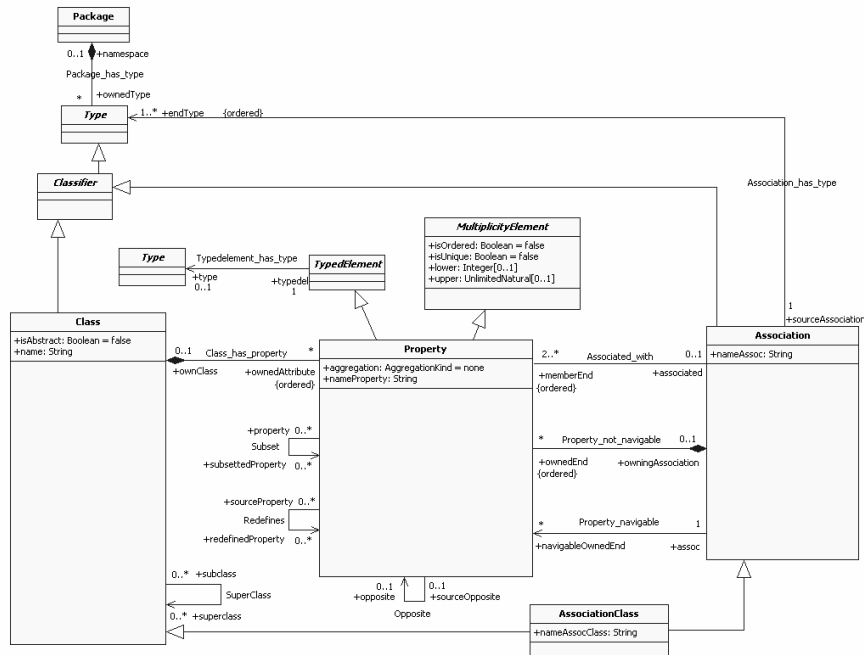 Package
0..1 +namespace
Package_has_type
* +ownedType
Type
1..* +endType {ordered}
Classifier
Association_has_type
MultiplicityElement
+isOrdered: Boolean = false
+isUnique: Boolean = false
+lower: Integer[0..1]
+upper: UnlimitedNatural[0..1]
Type
Typedelement_has_type
TypedElement
+type
0..1
+typedel
1
1
+sourceAssociation
Class
+isAbstract: Boolean = false
+name: String
0..1 Class_has_property *
+ownClass +ownedAttribute
{ordered}
Property
+aggregation: AggregationKind = none
+nameProperty: String
Association
+nameAssoc: String
2..* Associated_with 0..1
+memberEnd +associated
{ordered}
+property 0..*
Subset
+subsettedProperty 0..*
* Property_not_navigable 0..1
+ownedEnd +owningAssociation
{ordered}
+sourceProperty 0..*
Redefines
+redefinedProperty 0..*
* Property_navigable 1
+navigableOwnedEnd +assoc
0..* +subclass
SuperClass
0..* +superclass
0..1 0..1
+opposite +sourceOpposite
Opposite
AssociationClass
+nameAssocClass: String